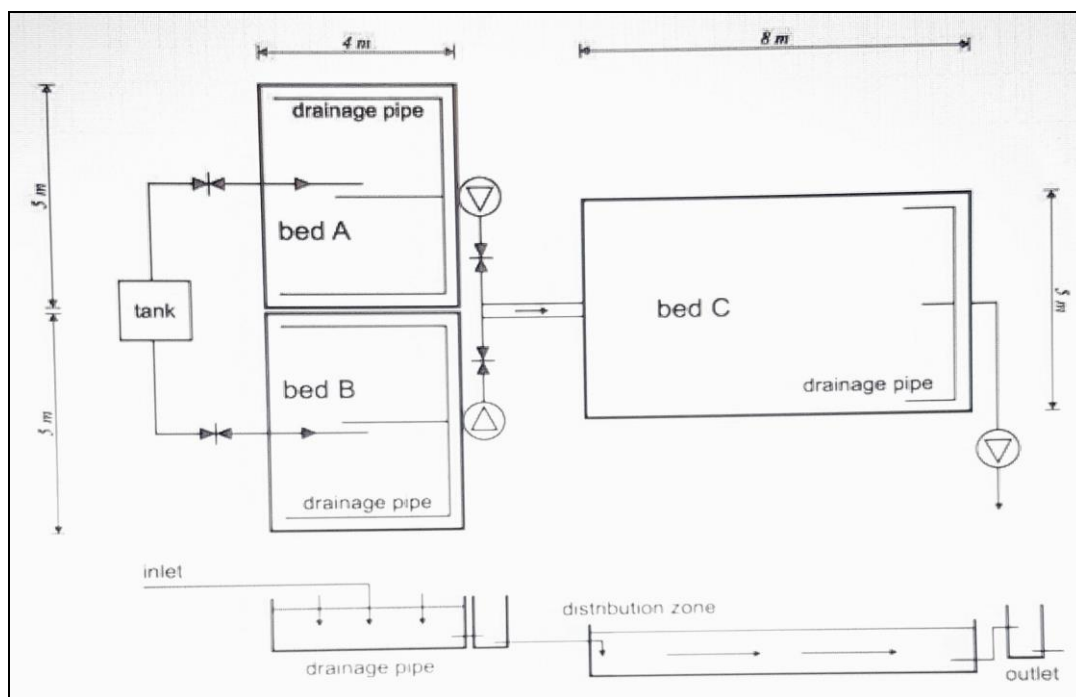 4 m
8 m
drainage pipe
5 m
bed A
5 m
tank
bed C
bed B
drainage pipe
5 m
drainage pipe
inlet
distribution zone
drainage pipe
outlet